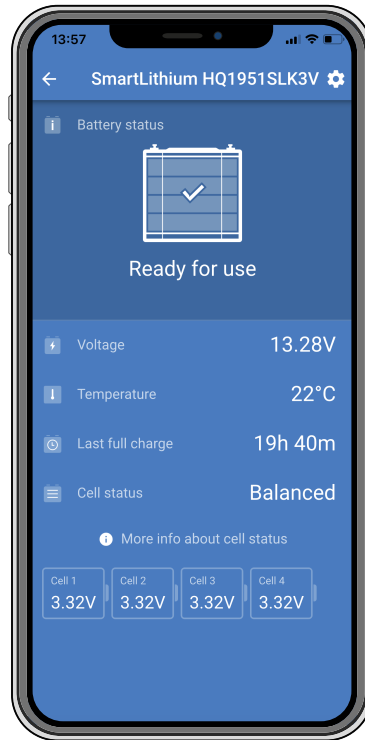 13:57
SmartLithium HQ1951SLK3V
Battery status
Ready for use
Voltage 13.28V
Temperature 22°C
Last full charge 19h 40m
Cell status Balanced
More info about cell status
Cell 1 Cell 2 Cell 3 Cell 4
3.32V 3.32V 3.32V 3.32V